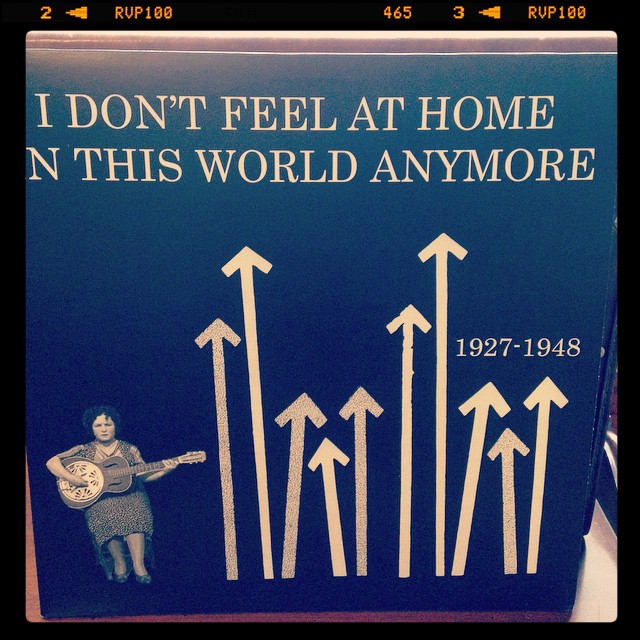 2 RVP100 465 3 RVP100
I DON'T FEEL AT HOME
N THIS WORLD ANYMORE
1927-1948